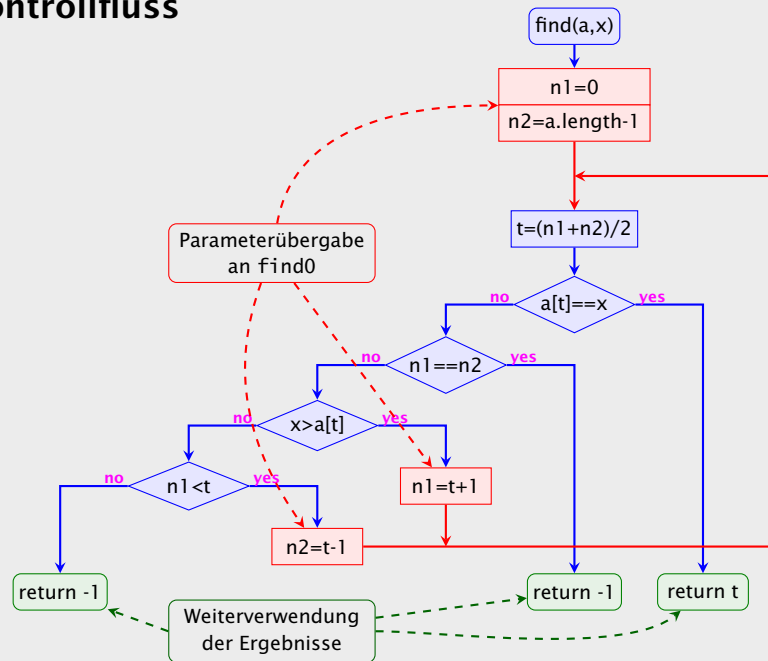 ontrollfluss
find(a,x)
n1=0
n2=a.length-1
t=(n1+n2)/2
Parameterübergabe
an find0
no
a[t]==x
yes
no
n1==n2
yes
no
x>a[t]
yes
no
n1<t
yes
n1=t+1
n2=t-1
return -1
Weiterverwendung
der Ergebnisse
return -1
return t